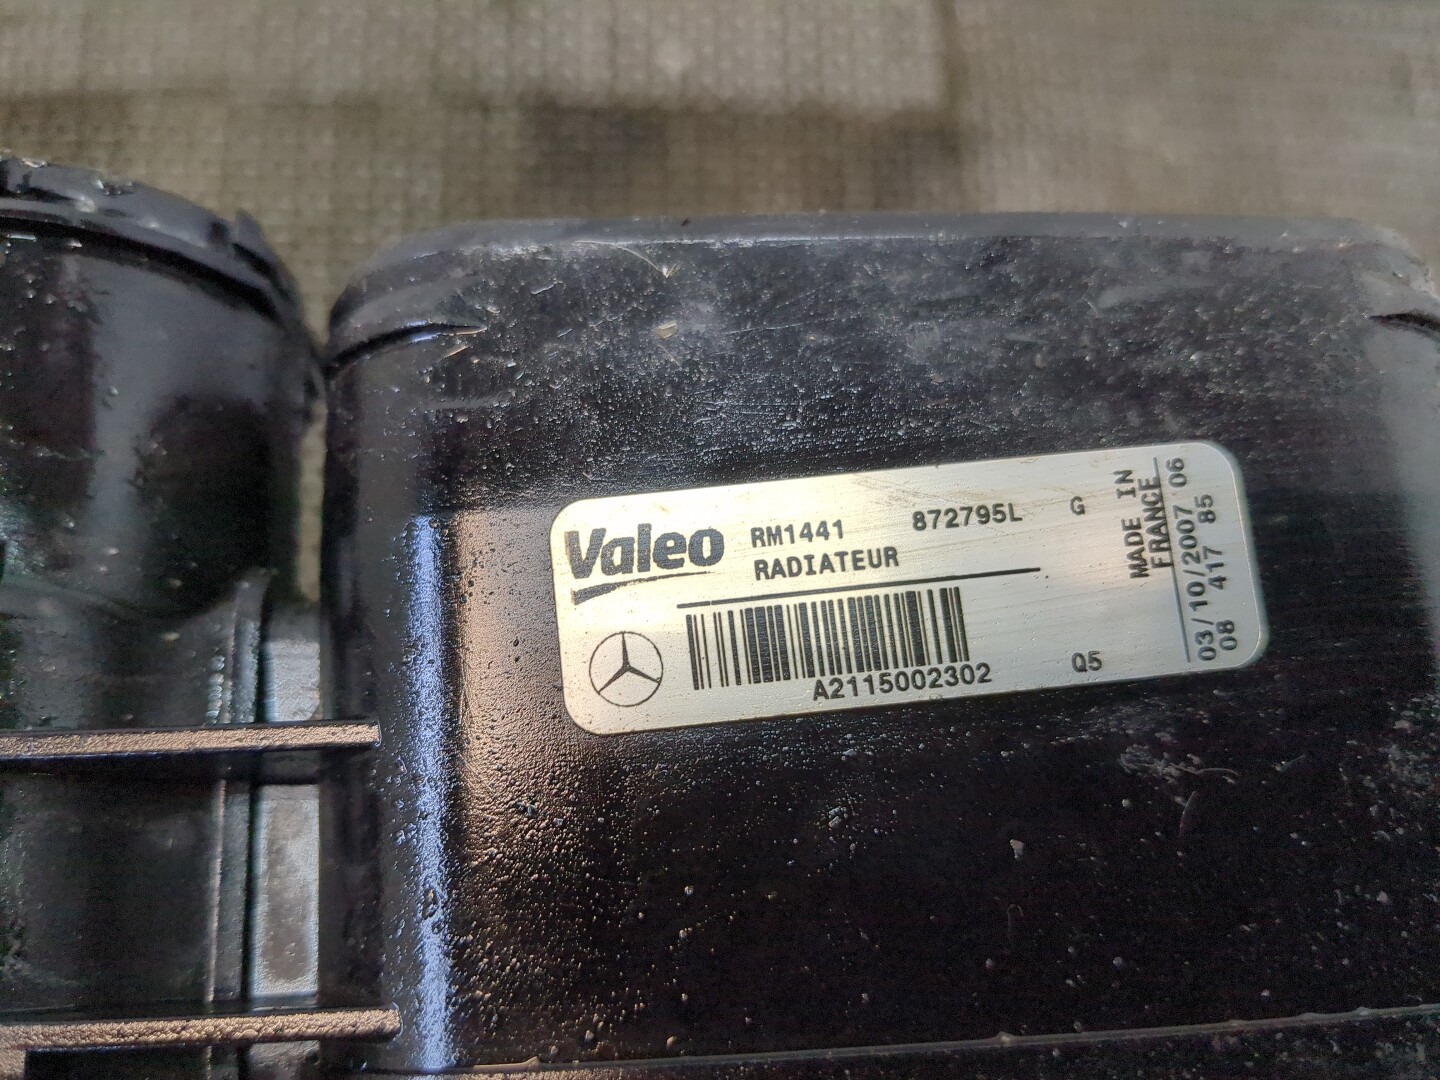 Valeo
RM1441 872795L G
RADIATEUR
A2115002302
Q5
MADE IN
FRANCE
03/10/2007 06
08 417 85